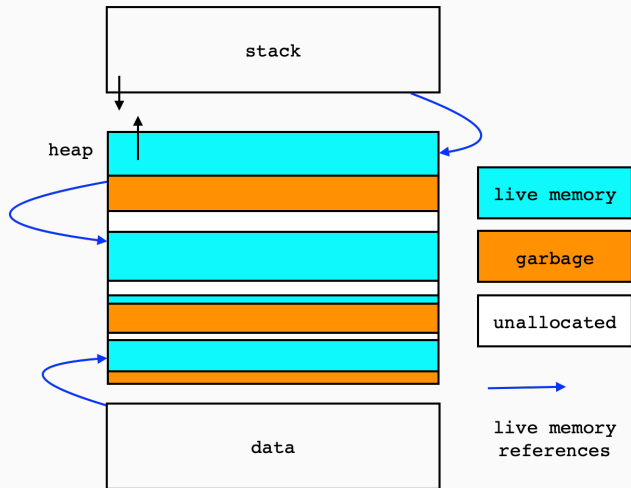 stack
heap
live memory
garbage
unallocated
live memory
references
data